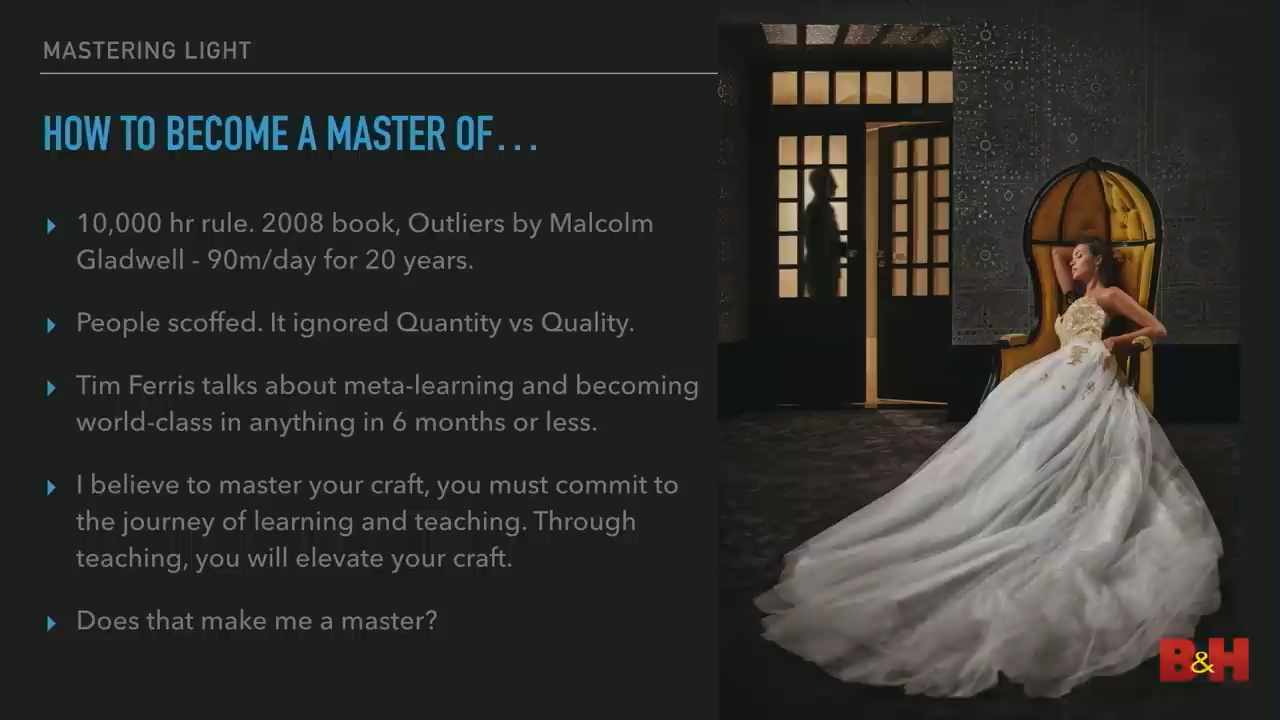 MASTERING LIGHT
HOW TO BECOME A MASTER OF...
10,000 hr rule. 2008 book, Outliers by Malcolm
Gladwell - 90m/day for 20 years.
People scoffed. It ignored Quantity vs Quality.
Tim Ferris talks about meta-learning and becoming
world-class in anything in 6 months or less.
I believe to master your craft, you must commit to
the journey of learning and teaching. Through
teaching, you will elevate your craft.
Does that make me a master?
B&H